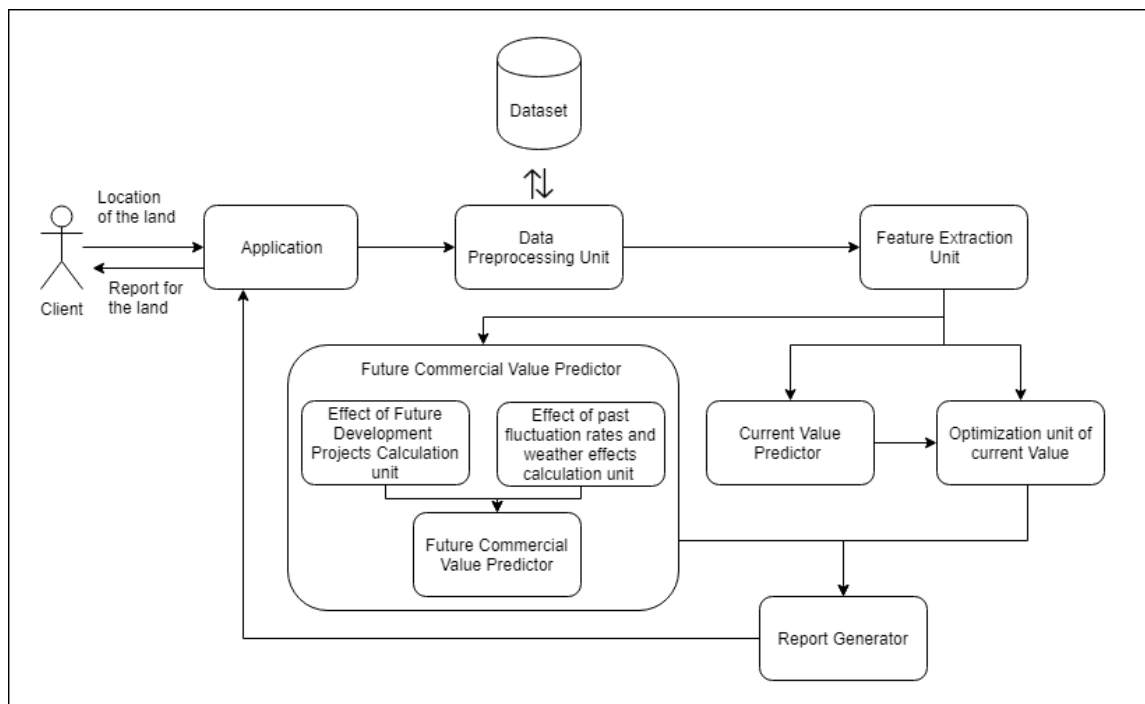 Dataset
Location
of the land
Application
Data
Preprocessing Unit
Feature Extraction
Unit
Report for
the land
Client
Future Commercial Value Predictor
Effect of Future
Development
Projects Calculation
unit
Effect of past
fluctuation rates and
weather effects
calculation unit
Current Value
Predictor
Optimization unit of
current Value
Future Commercial
Value Predictor
Report Generator